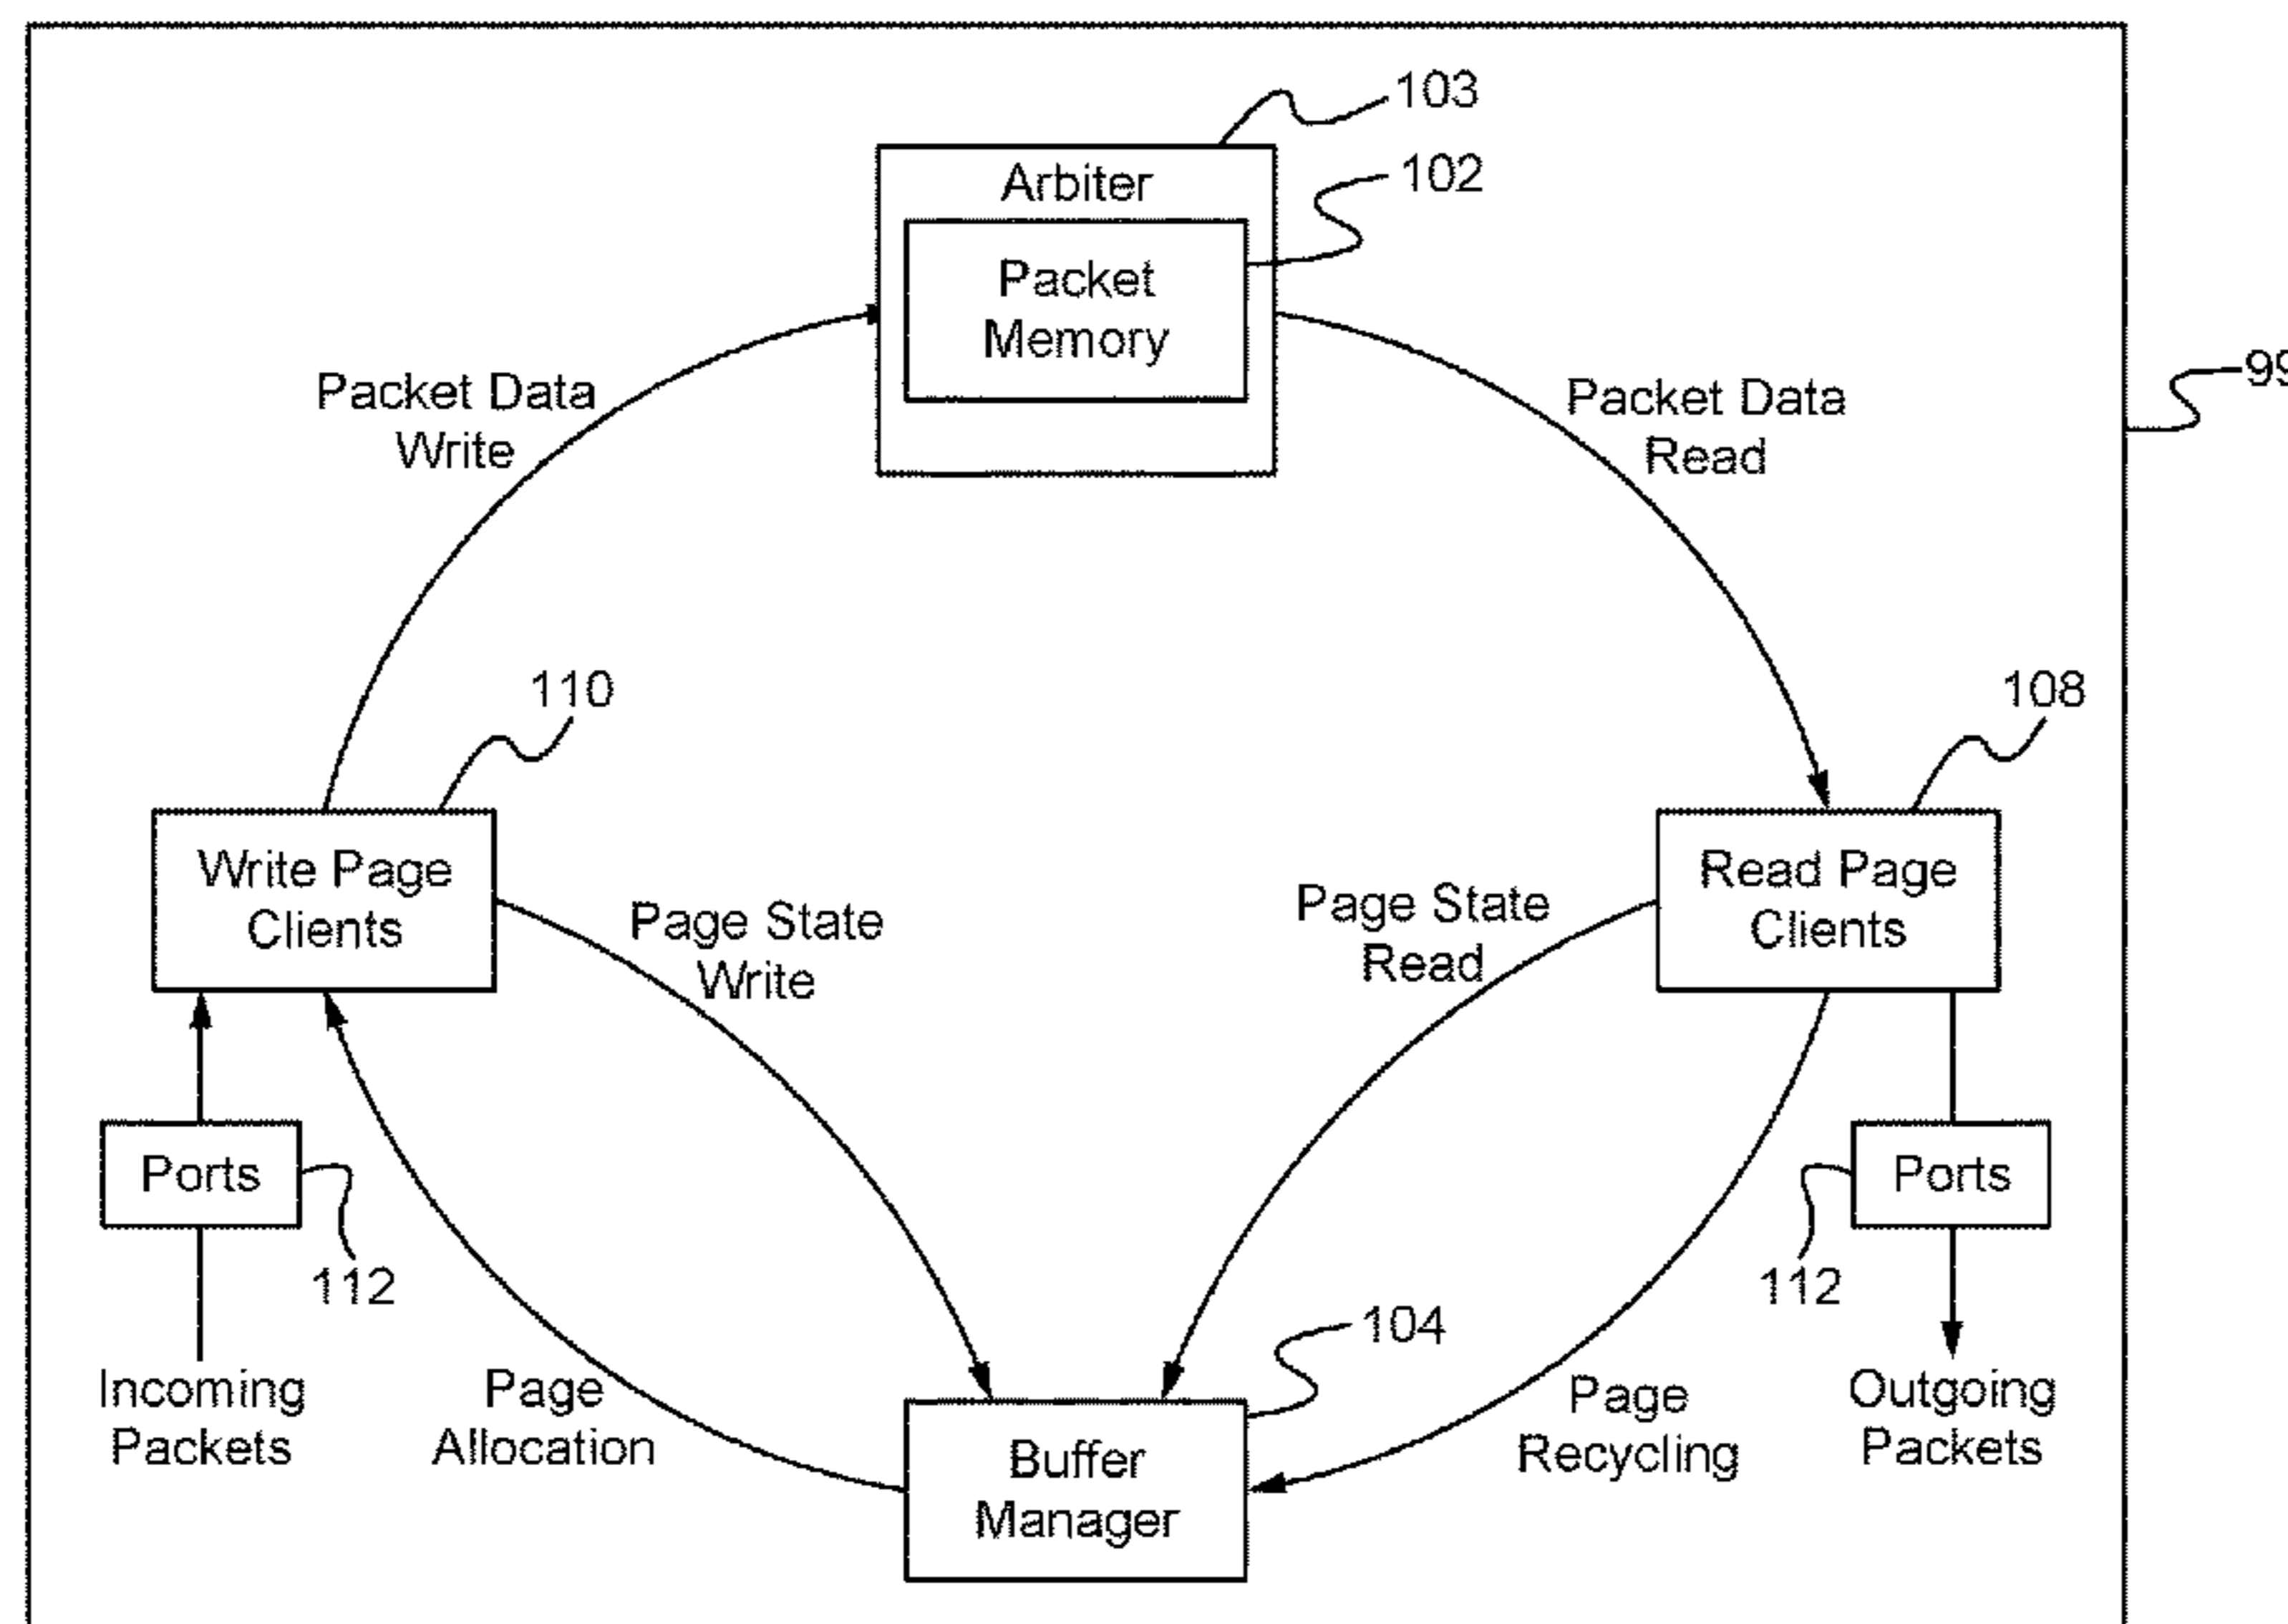 103
Arbiter
102
Packet
Memory
99
Packet Data
Write
Packet Data
Read
110
108
Write Page
Clients
Read Page
Clients
Page State
Write
Page State
Read
Ports
Ports
112
112
104
Incoming
Packets
Page
Allocation
Buffer
Manager
Page
Recycling
Outgoing
Packets